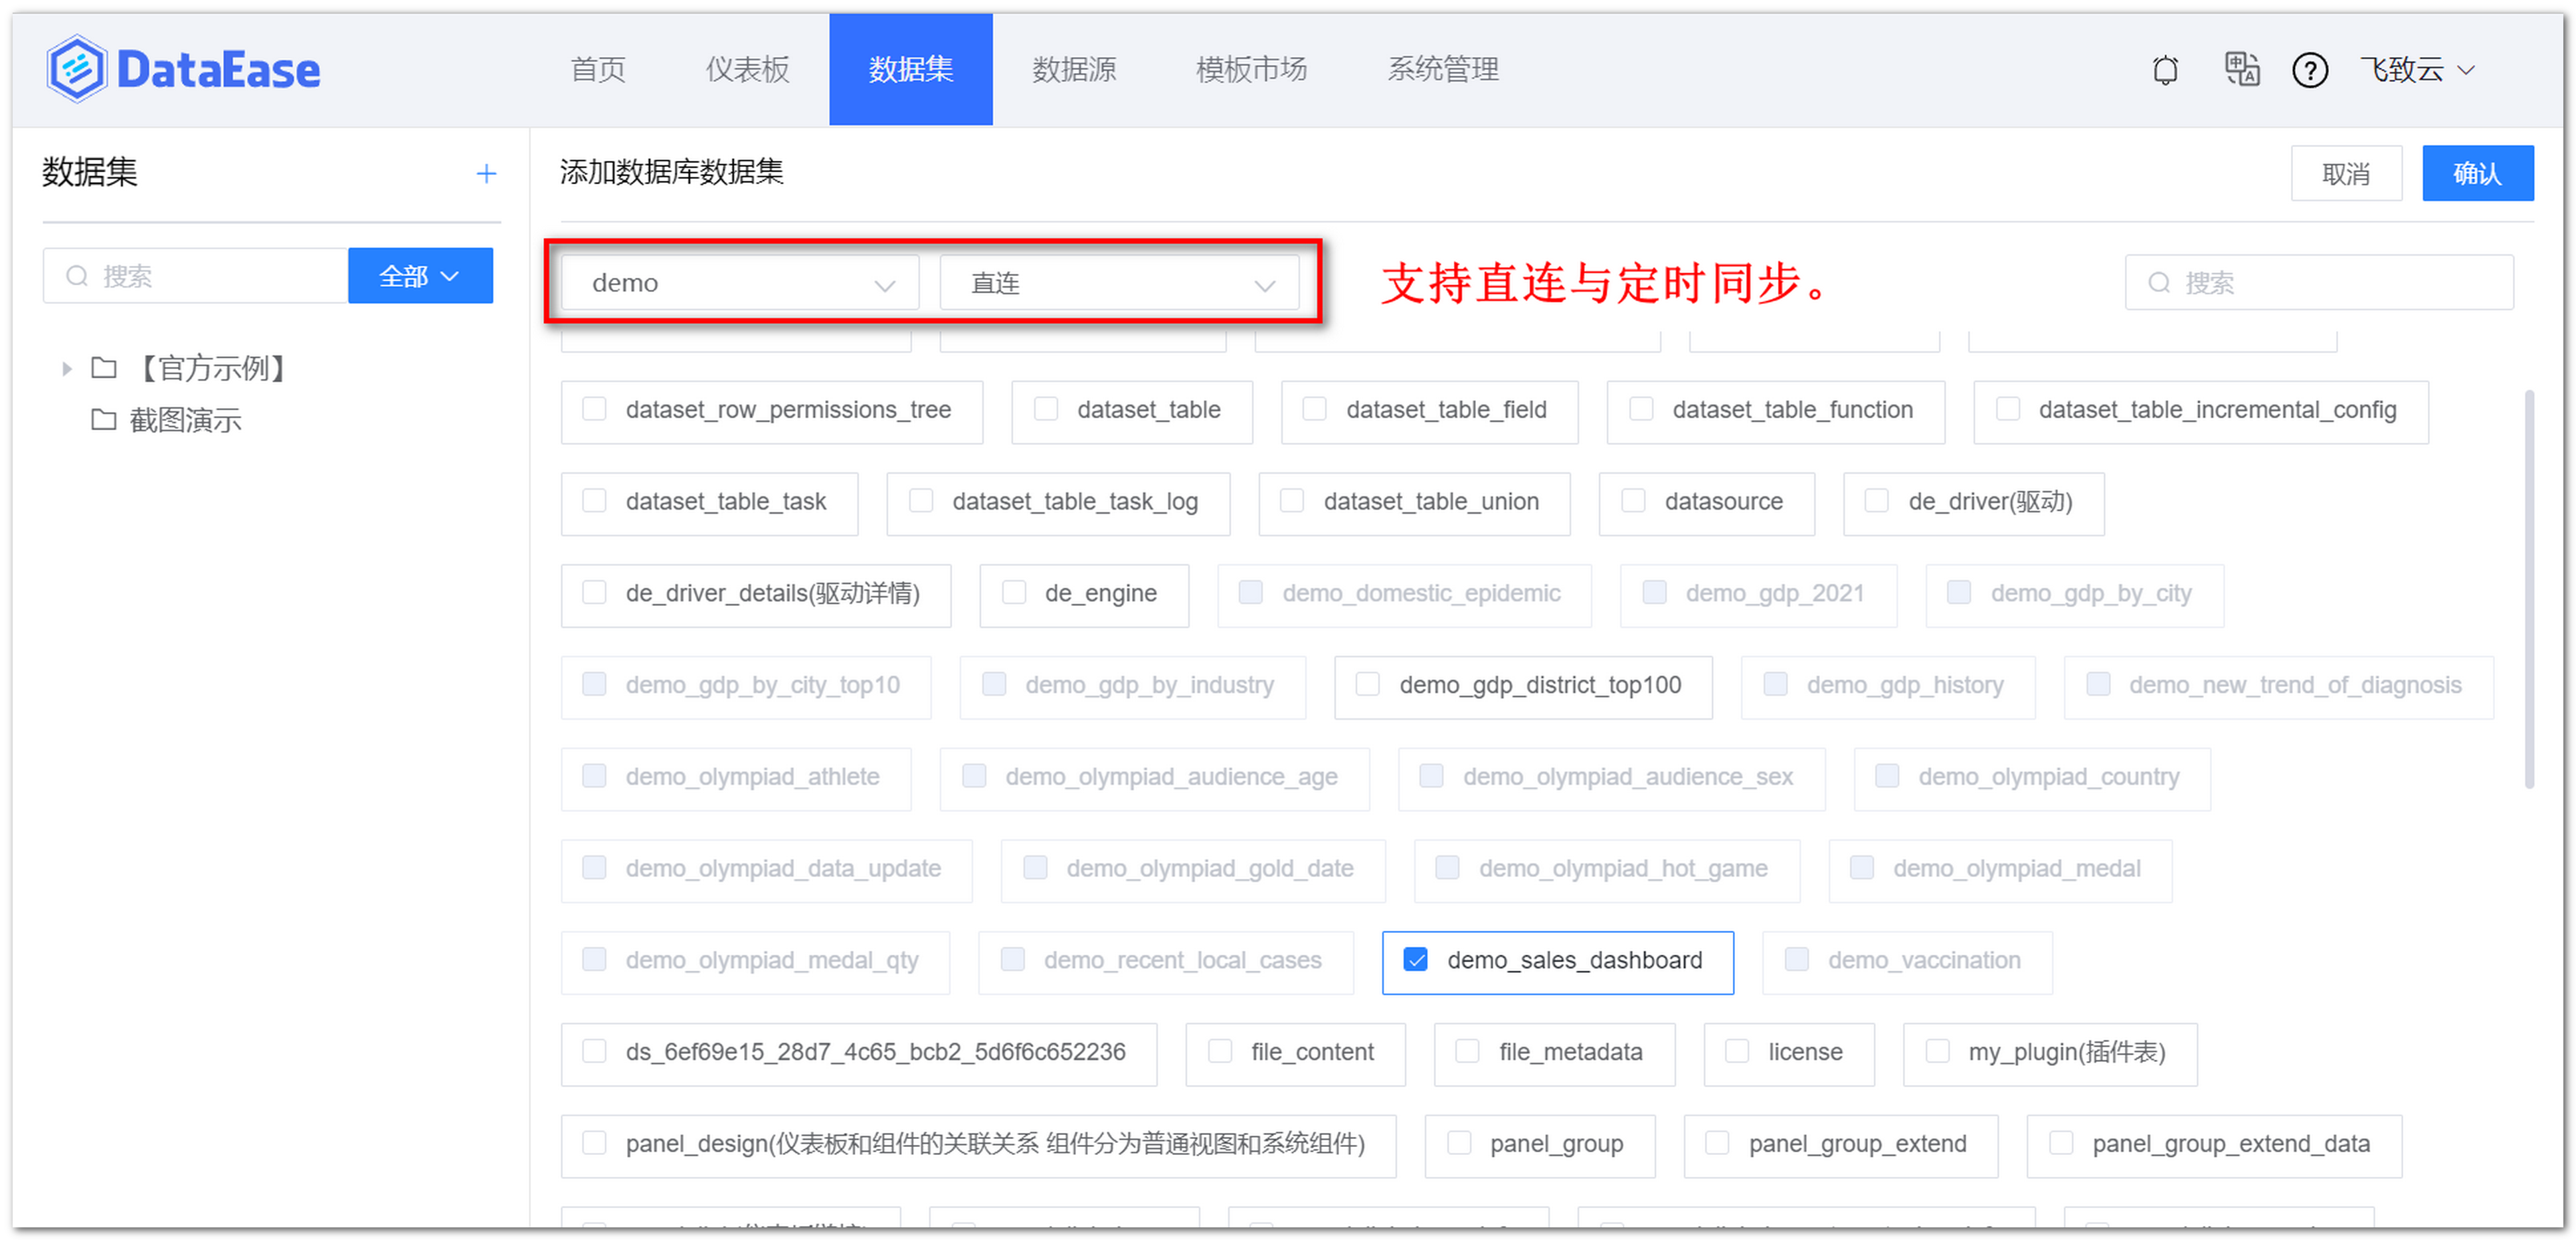 DataEase 首页 仪表板 数据集 数据源 模板市场 系统管理 飞致云
数据集 +
搜索 全部
【官方示例】
截图演示
添加数据库数据集 取消 确认
demo 直连 支持直连与定时同步。 搜索
dataset_row_permissions_tree dataset_table dataset_table_field dataset_table_function dataset_table_incremental_config
dataset_table_task dataset_table_task_log dataset_table_union datasource de_driver(驱动)
de_driver_details(驱动详情) de_engine demo_domestic_epidemic demo_gdp_2021 demo_gdp_by_city
demo_gdp_by_city_top10 demo_gdp_by_industry demo_gdp_district_top100 demo_gdp_history demo_new_trend_of_diagnosis
demo_olympiad_athlete demo_olympiad_audience_age demo_olympiad_audience_sex demo_olympiad_country
demo_olympiad_data_update demo_olympiad_gold_date demo_olympiad_hot_game demo_olympiad_medal
demo_olympiad_medal_qty demo_recent_local_cases demo_sales_dashboard demo_vaccination
ds_6ef69e15_28d7_4c65_bcb2_5d6f6c652236 file_content file_metadata license my_plugin(插件表)
panel_design(仪表板和组件的关联关系 组件分为普通视图和系统组件) panel_group panel_group_extend panel_group_extend_data